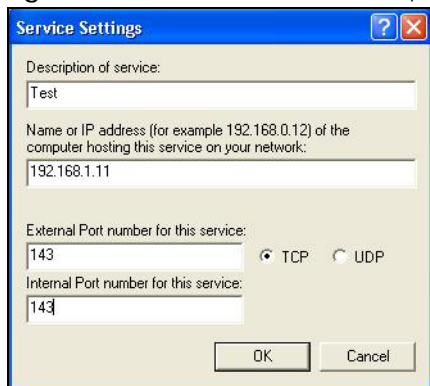 Service Settings
Description of service:
Test
Name or IP address (for example 192.168.0.12) of the
computer hosting this service on your network:
192.168.1.11
External Port number for this service:
143
TCP
UDP
Internal Port number for this service:
143
OK
Cancel